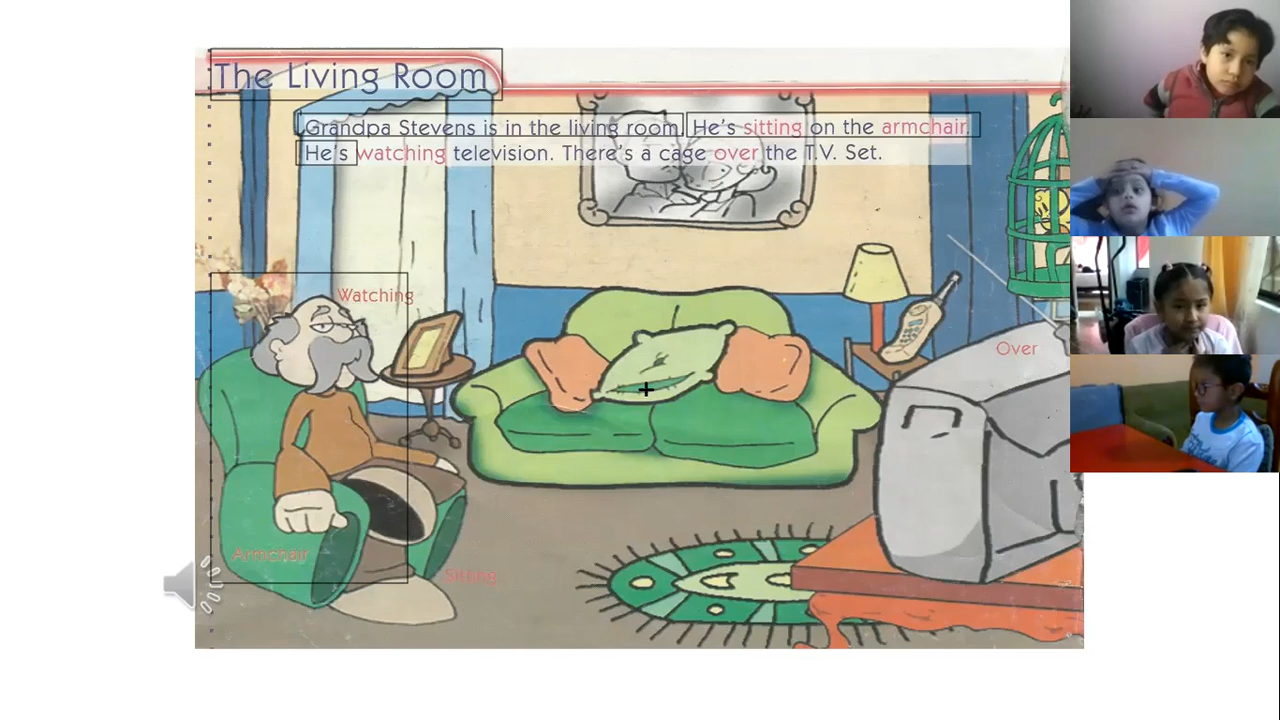 The Living Room
Grandpa Stevens is in the living room. He's sitting on the armchair.
He's watching television. There's a cage over the T.V. Set.
Watching
Over
Armchair
Sitting